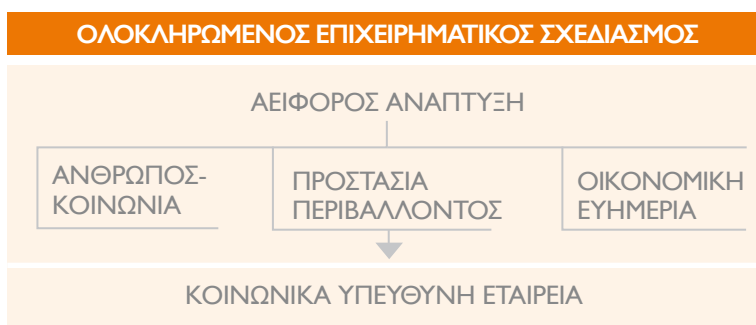 ΟΛΟΚΛΗΡΩΜΕΝΟΣ ΕΠΙΧΕΙΡΗΜΑΤΙΚΟΣ ΣΧΕΔΙΑΣΜΟΣ
ΑΕΙΦΟΡΟΣ ΑΝΑΠΤΥΞΗ
ΑΝΘΡΩΠΟΣ-
ΚΟΙΝΩΝΙΑ
ΠΡΟΣΤΑΣΙΑ
ΠΕΡΙΒΑΛΛΟΝΤΟΣ
ΟΙΚΟΝΟΜΙΚΗ
ΕΥΗΜΕΡΙΑ
ΚΟΙΝΩΝΙΚΑ ΥΠΕΥΘΥΝΗ ΕΤΑΙΡΕΙΑ